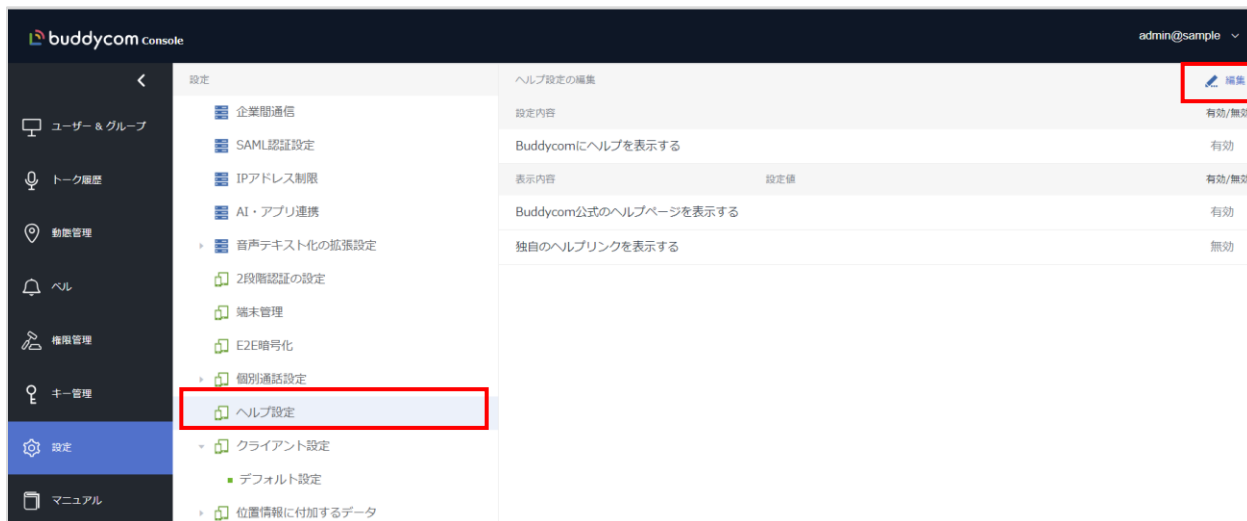 buddycom Console
admin@sample
設定
ヘルプ設定の編集
編集
企業間通信
設定内容
有効/無効
ユーザー & グループ
SAML認証設定
Buddycomにヘルプを表示する
有効
トーク履歴
IPアドレス制限
表示内容
設定値
有効/無効
AI・アプリ連携
Buddycom公式のヘルプページを表示する
有効
動態管理
音声テキスト化の拡張設定
独自のヘルプリンクを表示する
無効
2段階認証の設定
ベル
端末管理
権限管理
E2E暗号化
個別通話設定
キー管理
ヘルプ設定
設定
クライアント設定
デフォルト設定
マニュアル
位置情報に付加するデータ